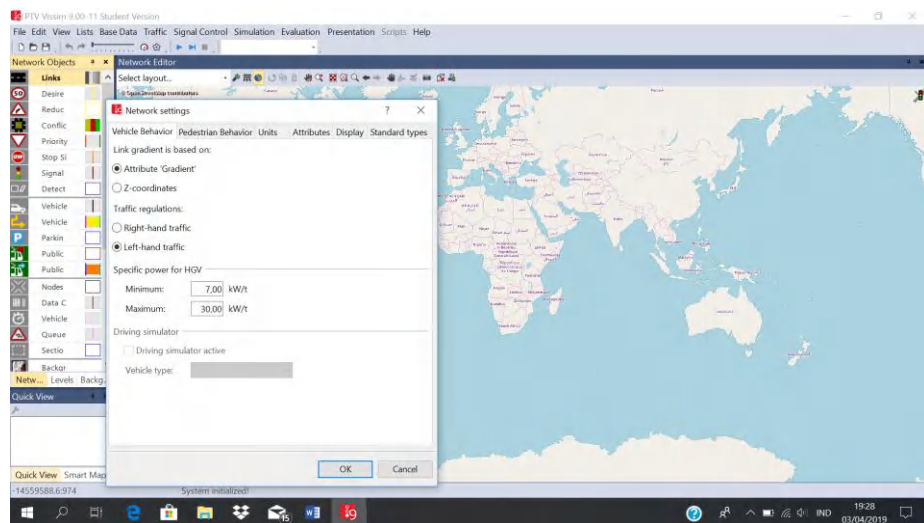 PTV Vissim 9.00-11 Student Version
File Edit View Lists Base Data Traffic Signal Control Simulation Evaluation Presentation Scripts Help
Network Objects
Network Editor
Select layout...
Links
Desire
Reduc
Conflic
Priority
Stop Si
Signal
Detect
Vehicle
Vehicle
Parkin
Public
Public
Nodes
Data C
Vehicle
Queue
Sectio
Backgr
Netw... Levels Backg
Quick View
Quick View Smart Map
Network settings
Vehicle Behavior Pedestrian Behavior Units Attributes Display Standard types
Link gradient is based on:
Attribute 'Gradient'
Z-coordinates
Traffic regulations:
Right-hand traffic
Left-hand traffic
Specific power for HGV
Minimum: 7,00 kW/t
Maximum: 30,00 kW/t
Driving simulator
Driving simulator active
Vehicle type:
OK Cancel
-14559588.6:974 System initialized!
15
IND
19:28
03/04/2019